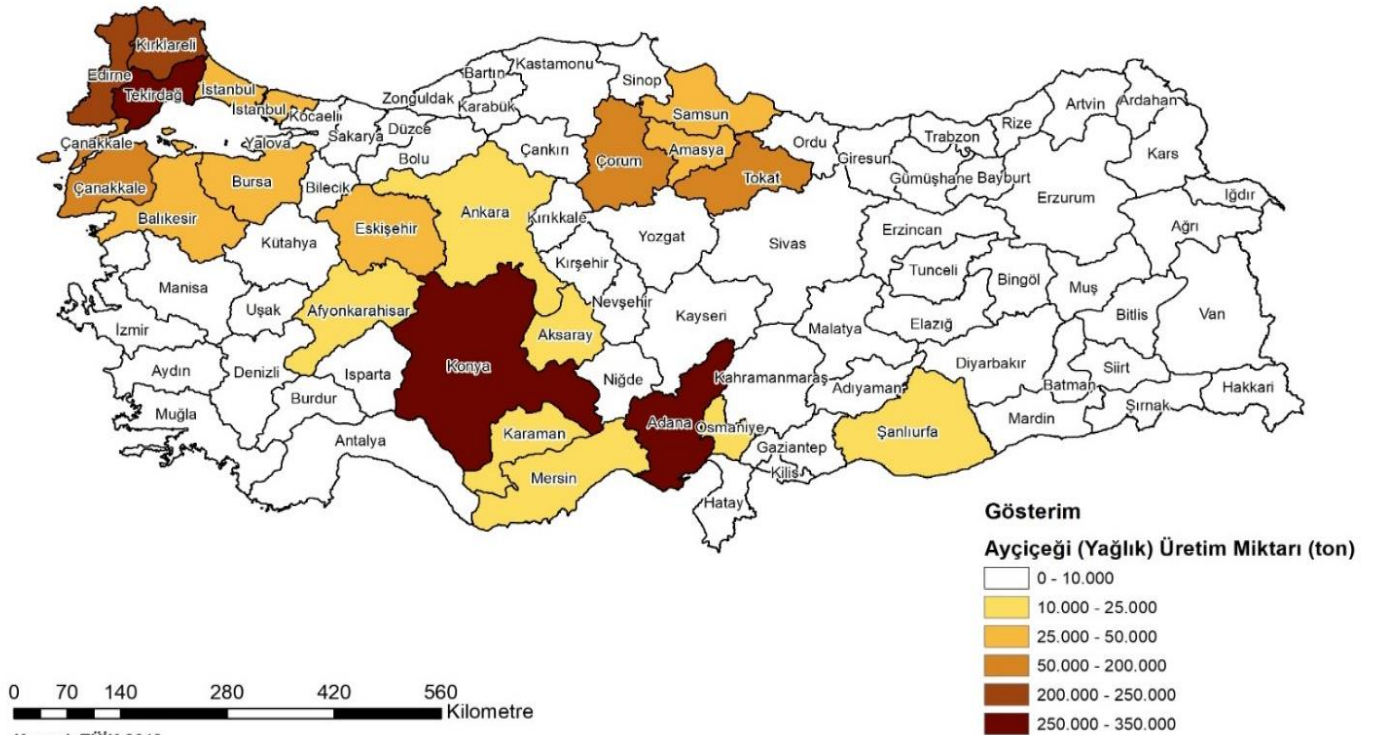 Kırklareli
Edirne
Tekirdağ
İstanbul
İstanbul
Kocaeli
Yalova
Sakarya
Düzce
Zonguldak
Bartın
Karabük
Kastamonu
Sinop
Samsun
Çanakkale
Çanakkale
Balıkesir
Bursa
Bilecik
Bolu
Çankırı
Çorum
Amasya
Tokat
Ordu
Giresun
Trabzon
Rize
Artvin
Ardahan
Kars
Gümüşhane
Bayburt
Erzurum
Iğdır
Ağrı
Kütahya
Eskişehir
Ankara
Kırıkkale
Yozgat
Sivas
Erzincan
Tunceli
Bingöl
Muş
Bitlis
Van
Manisa
Uşak
Afyonkarahisar
Kırşehir
Nevşehir
Kayseri
Malatya
Elazığ
İzmir
Aydın
Denizli
Isparta
Burdur
Konya
Aksaray
Niğde
Kahramanmaraş
Adıyaman
Diyarbakır
Batman
Siirt
Şırnak
Hakkari
Muğla
Antalya
Karaman
Mersin
Adana
Osmaniye
Gaziantep
Kilis
Hatay
Şanlıurfa
Mardin
Gösterim
Ayçiçeği (Yağlık) Üretim Miktarı (ton)
0 - 10.000
10.000 - 25.000
25.000 - 50.000
50.000 - 200.000
200.000 - 250.000
250.000 - 350.000
0 70 140 280 420 560
Kilometre